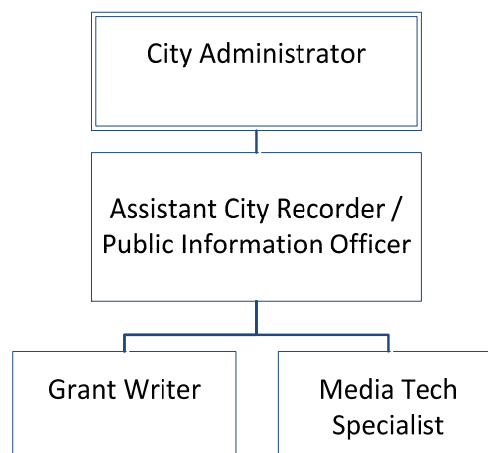 City Administrator
Assistant City Recorder /
Public Information Officer
Grant Writer
Media Tech
Specialist